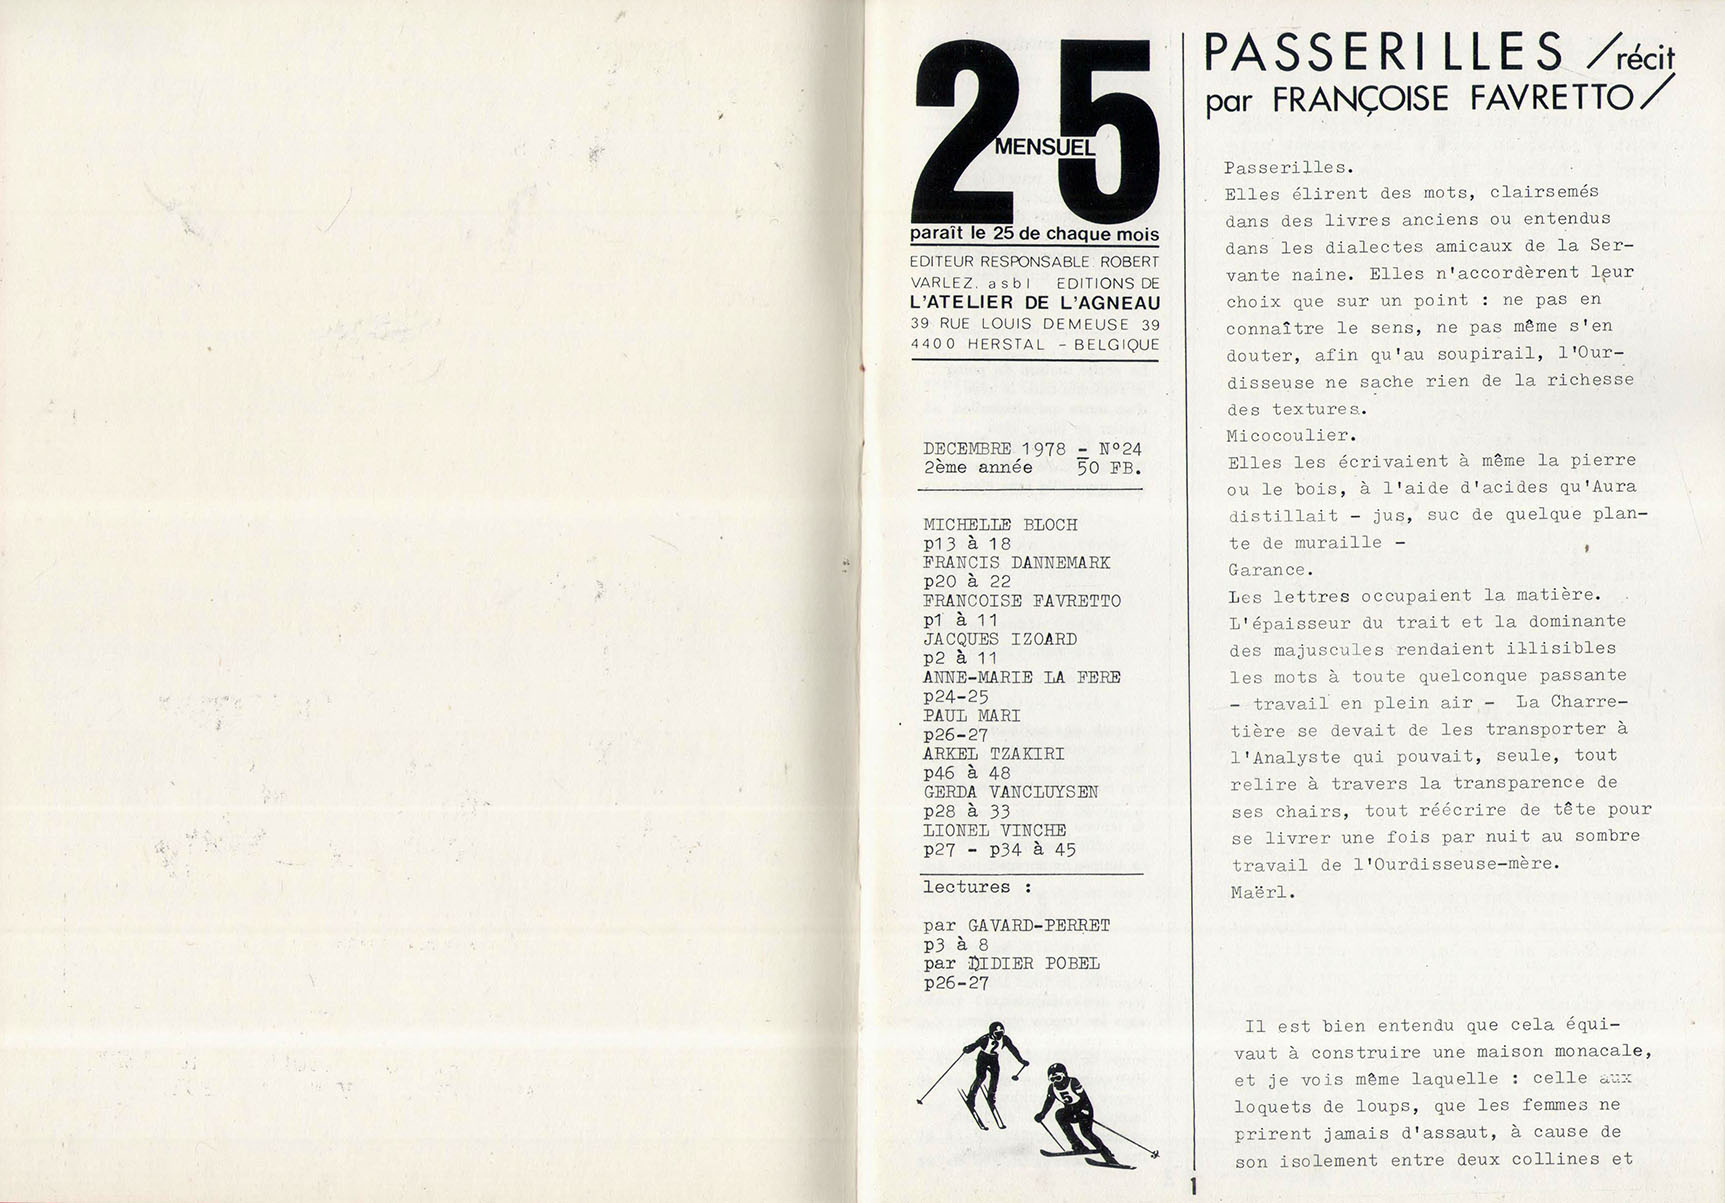 25
MENSUEL
paraît le 25 de chaque mois
EDITEUR RESPONSABLE: ROBERT
VARLEZ. asbl EDITIONS DE
L'ATELIER DE L'AGNEAU
39 RUE LOUIS DEMEUSE 39
4400 HERSTAL - BELGIQUE
DECEMBRE 1978 - N°24
2ème année 50 FB.
MICHELLE BLOCH
p13 à 18
FRANCIS DANNEMARK
p20 à 22
FRANCOISE FAVRETTO
p1 à 11
JACQUES IZOARD
p2 à 11
ANNE-MARIE LA FERE
p24-25
PAUL MARI
p26-27
ARKEL TZAKIRI
p46 à 48
GERDA VANCLUYSEN
p28 à 33
LIONEL VINCHE
p27 - p34 à 45
lectures :
par GAVARD-PERRET
p3 à 8
par DIDIER POBEL
p26-27
2
5
PASSERILLES /récit
par FRANÇOISE FAVRETTO/
Passerilles.
Elles élirent des mots, clairsemés
dans des livres anciens ou entendus
dans les dialectes amicaux de la Ser-
vante naine. Elles n'accordèrent leur
choix que sur un point : ne pas en
connaître le sens, ne pas même s'en
douter, afin qu'au soupirail, l'Our-
disseuse ne sache rien de la richesse
des textures.
Micocoulier.
Elles les écrivaient à même la pierre
ou le bois, à l'aide d'acides qu'Aura
distillait - jus, suc de quelque plan-
te de muraille -
Garance.
Les lettres occupaient la matière.
L'épaisseur du trait et la dominante
des majuscules rendaient illisibles
les mots à toute quelconque passante
- travail en plein air - La Charre-
tière se devait de les transporter à
l'Analyste qui pouvait, seule, tout
relire à travers la transparence de
ses chairs, tout réécrire de tête pour
se livrer une fois par nuit au sombre
travail de l'Ourdisseuse-mère.
Maërl.
Il est bien entendu que cela équi-
vaut à construire une maison monacale,
et je vois même laquelle : celle aux
loquets de loups, que les femmes ne
prirent jamais d'assaut, à cause de
son isolement entre deux collines et
1